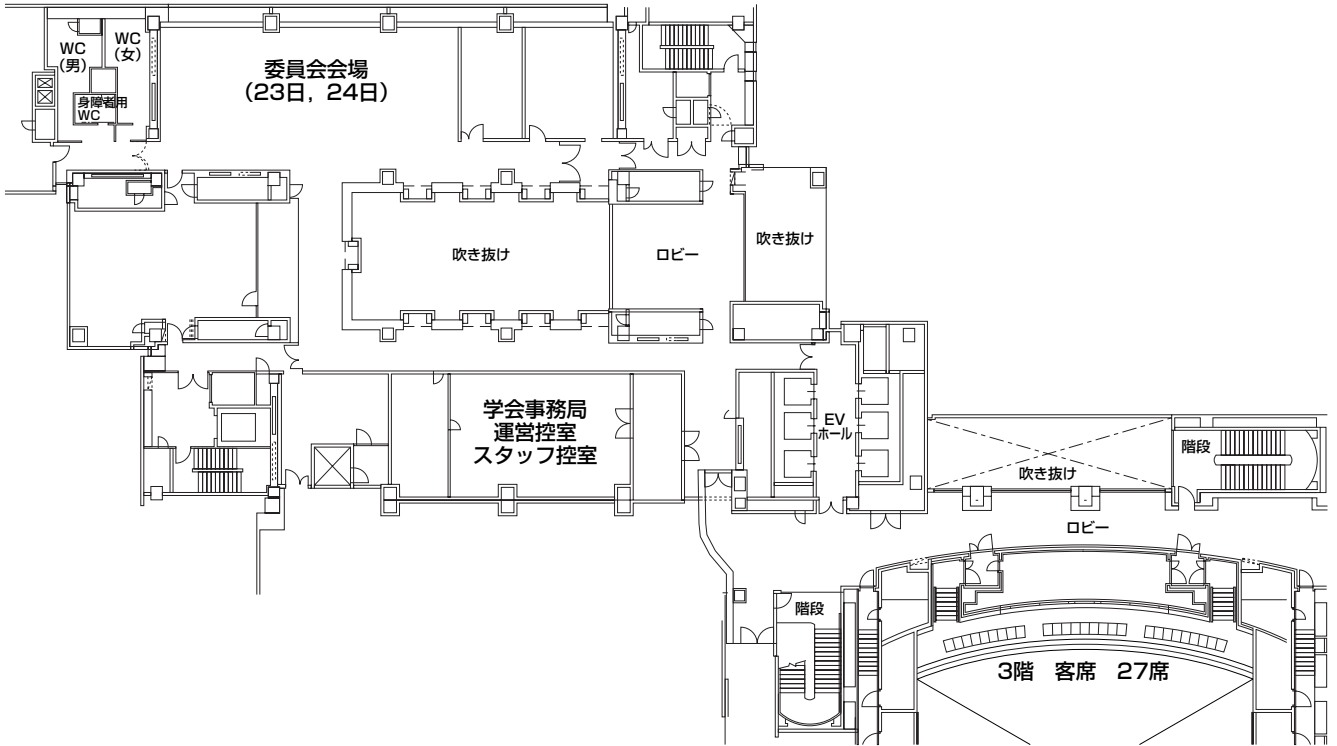 WC
(男)
WC
(女)
身障者用
WC
委員会会場
(23日，24日)
吹き抜け
ロビー
吹き抜け
学会事務局
運営控室
スタッフ控室
EV
ホール
吹き抜け
階段
ロビー
階段
3階　客席　27席